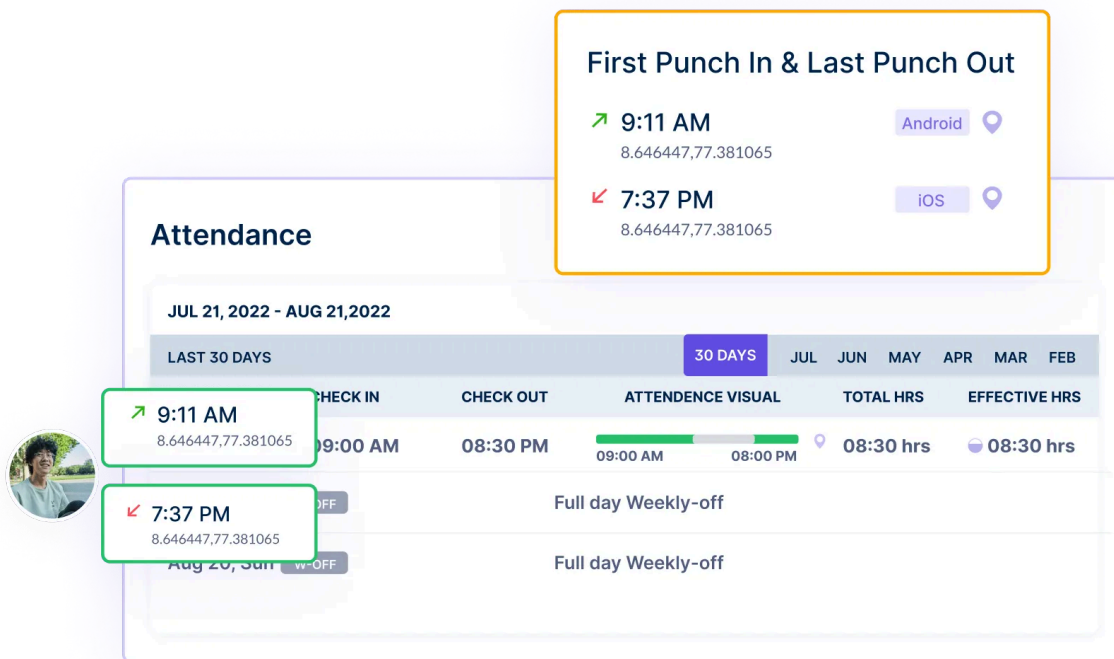 First Punch In & Last Punch Out
9:11 AM Android
8.646447,77.381065
7:37 PM iOS
8.646447,77.381065
Attendance
JUL 21, 2022 - AUG 21,2022
LAST 30 DAYS 30 DAYS JUL JUN MAY APR MAR FEB
CHECK IN CHECK OUT ATTENDENCE VISUAL TOTAL HRS EFFECTIVE HRS
9:11 AM
8.646447,77.381065
09:00 AM 08:30 PM 08:30 hrs 08:30 hrs
09:00 AM 08:00 PM
7:37 PM
8.646447,77.381065
OFF Full day Weekly-off
Aug 20, Sun W-OFF Full day Weekly-off